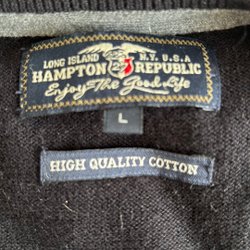 LONG ISLAND N.Y. U.S.A
HAMPTON REPUBLIC
Enjoy The Good Life
L
HIGH QUALITY COTTON